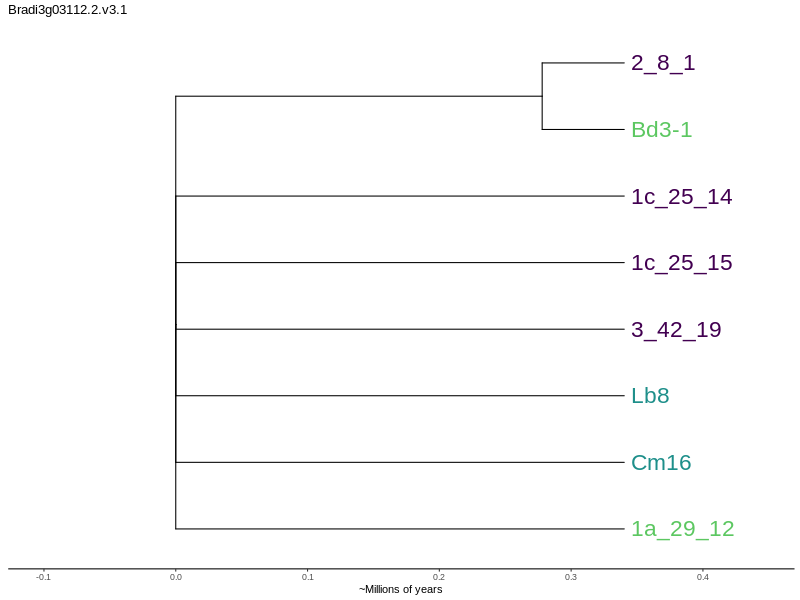 Bradi3g03112.2.v3.1
2_8_1
Bd3-1
1c_25_14
1c_25_15
3_42_19
Lb8
Cm16
1a_29_12
-0.1 0.0 0.1 0.2 0.3 0.4
~Millions of years